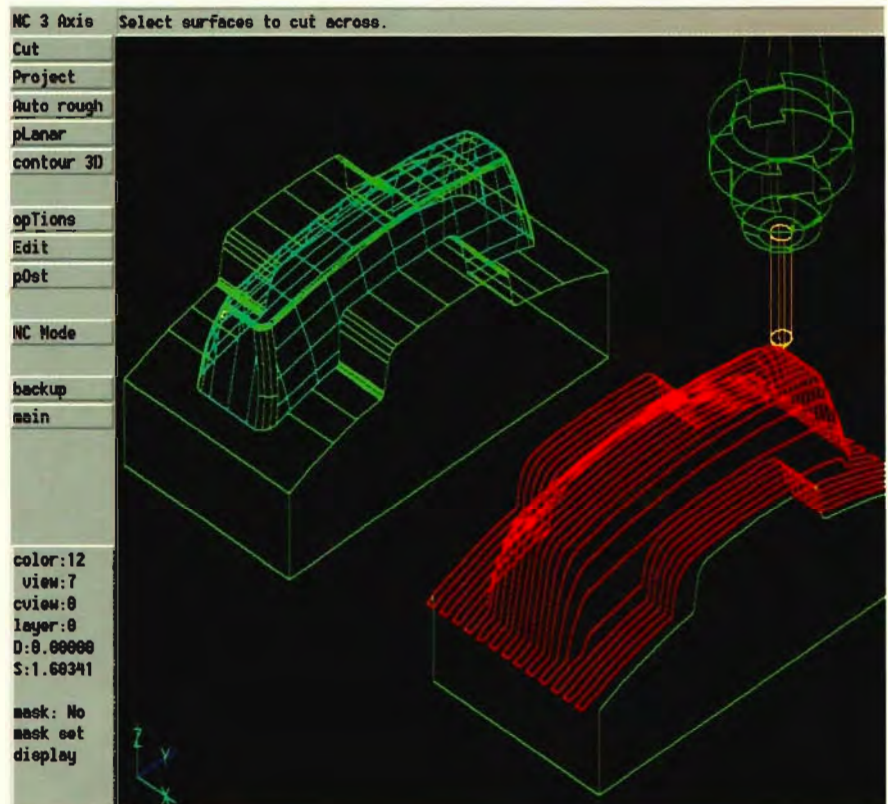 NC 3 Axis
Select surfaces to cut across.
Cut
Project
Auto rough
pLanar
contour 3D
opTions
Edit
pOst
NC Mode
backup
main
color:12
view:7
cview:0
layer:0
D:0.00000
S:1.60341
mask: No
mask set
display
Z
Y
X